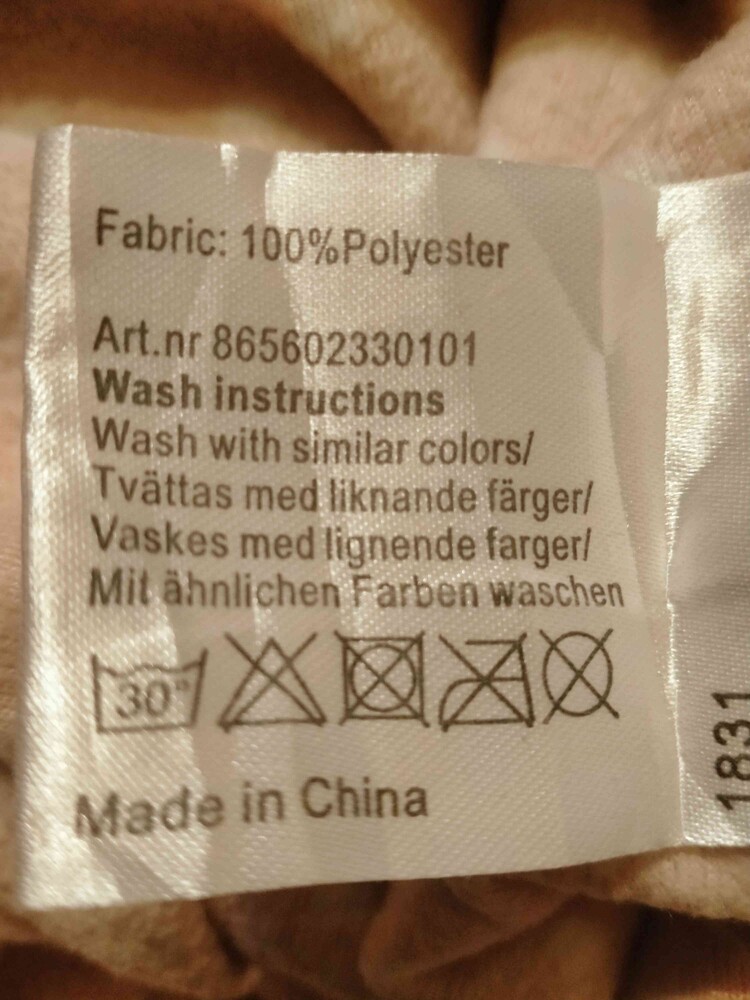 Fabric: 100%Polyester
Art.nr 865602330101
Wash instructions
Wash with similar colors/
Tvättas med liknande färger/
Vaskes med lignende farger/
Mit ähnlichen Farben waschen
30°
Made in China
1831